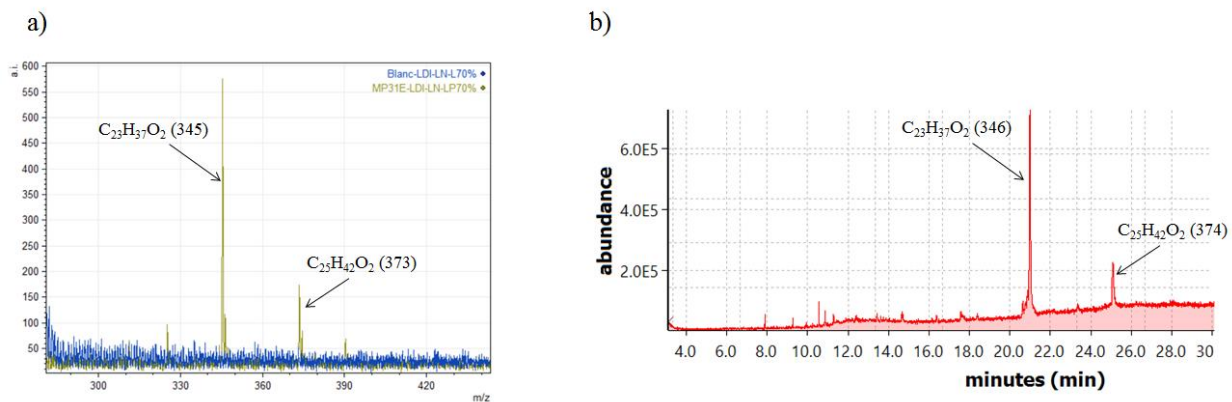 a)
600
550
500
450
400
350
300
250
200
150
100
50
a.i.
Blanc-LDI-LN-L70%
MP31E-LDI-LN-LP70%
C₂₃H₃₇O₂ (345)
C₂₅H₄₂O₂ (373)
300
330
360
390
420
m/z
b)
abundance
6.0E5
4.0E5
2.0E5
C₂₃H₃₇O₂ (346)
C₂₅H₄₂O₂ (374)
4.0
6.0
8.0
10.0
12.0
14.0
16.0
18.0
21.0
22.0
24.0
26.0
28.0
30
minutes (min)